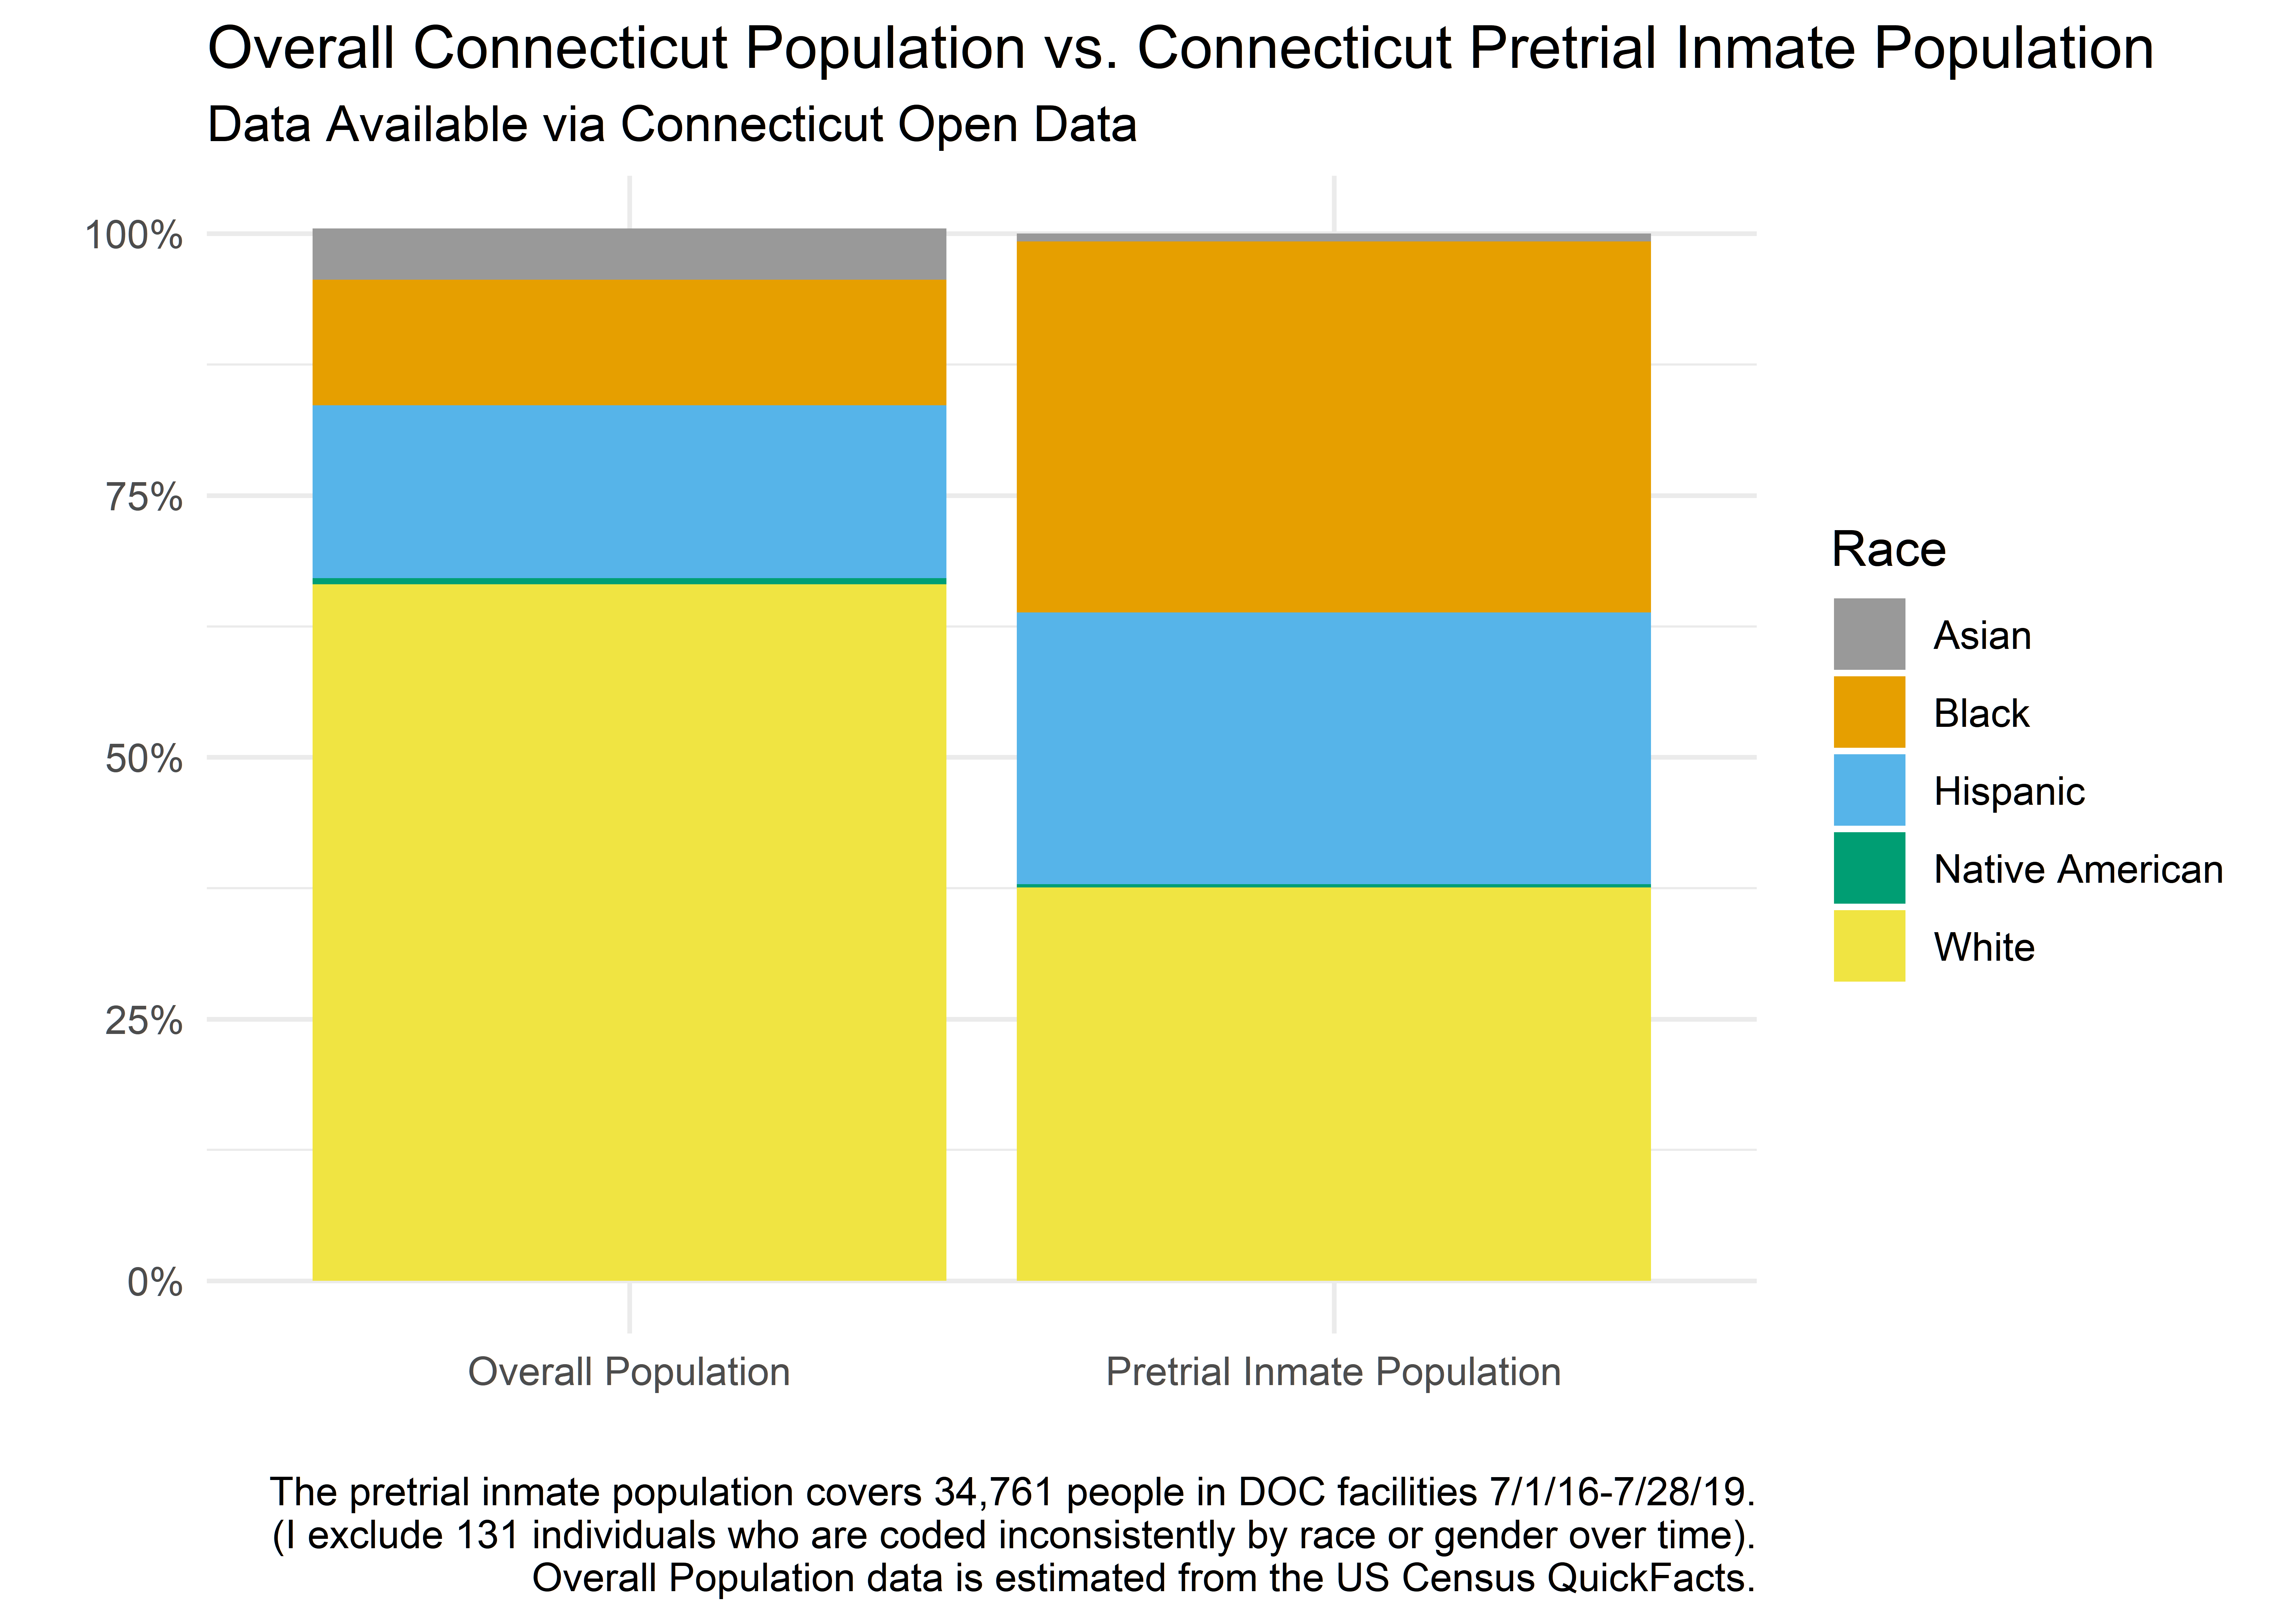 Overall Connecticut Population vs. Connecticut Pretrial Inmate Population
Data Available via Connecticut Open Data
100%
75%
50%
25%
0%
Race
Asian
Black
Hispanic
Native American
White
Overall Population
Pretrial Inmate Population
The pretrial inmate population covers 34,761 people in DOC facilities 7/1/16-7/28/19.
(I exclude 131 individuals who are coded inconsistently by race or gender over time).
Overall Population data is estimated from the US Census QuickFacts.